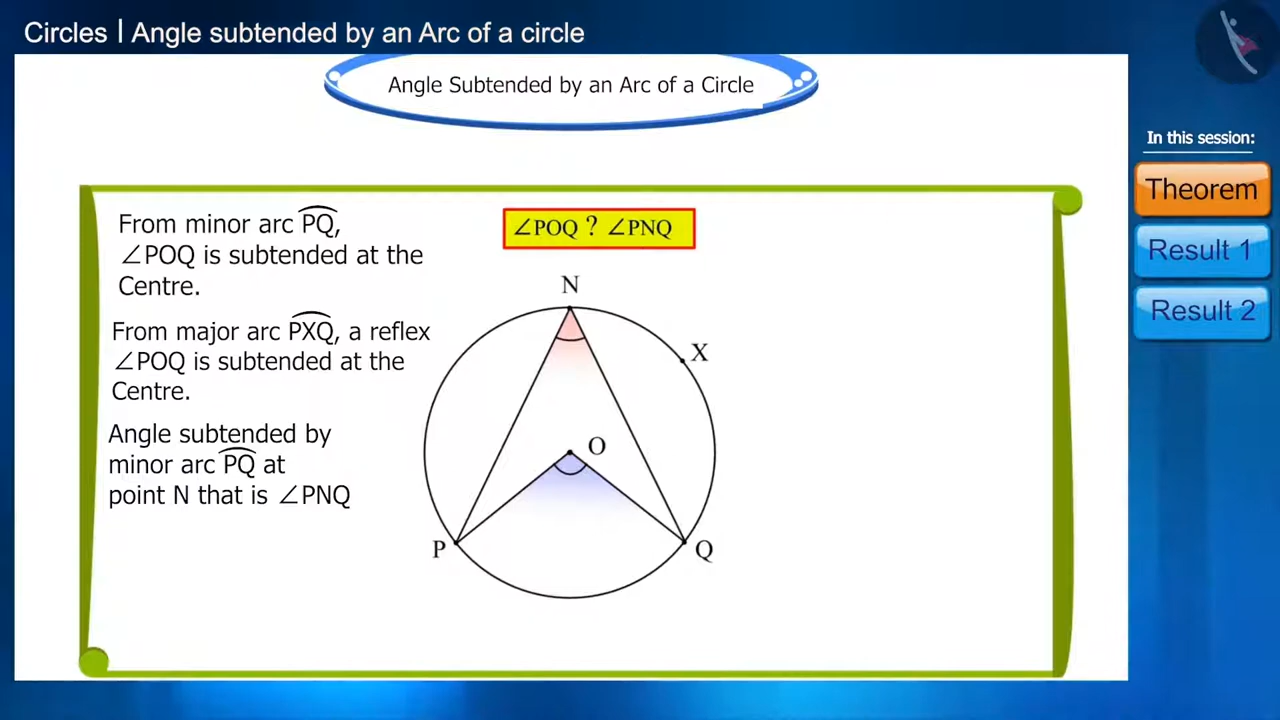 Circles | Angle subtended by an Arc of a circle
Angle Subtended by an Arc of a Circle
In this session:
Theorem
Result 1
Result 2
From minor arc PQ,
∠POQ is subtended at the
Centre.
From major arc PXQ, a reflex
∠POQ is subtended at the
Centre.
Angle subtended by
minor arc PQ at
point N that is ∠PNQ
∠POQ ? ∠PNQ
N
X
O
P
Q